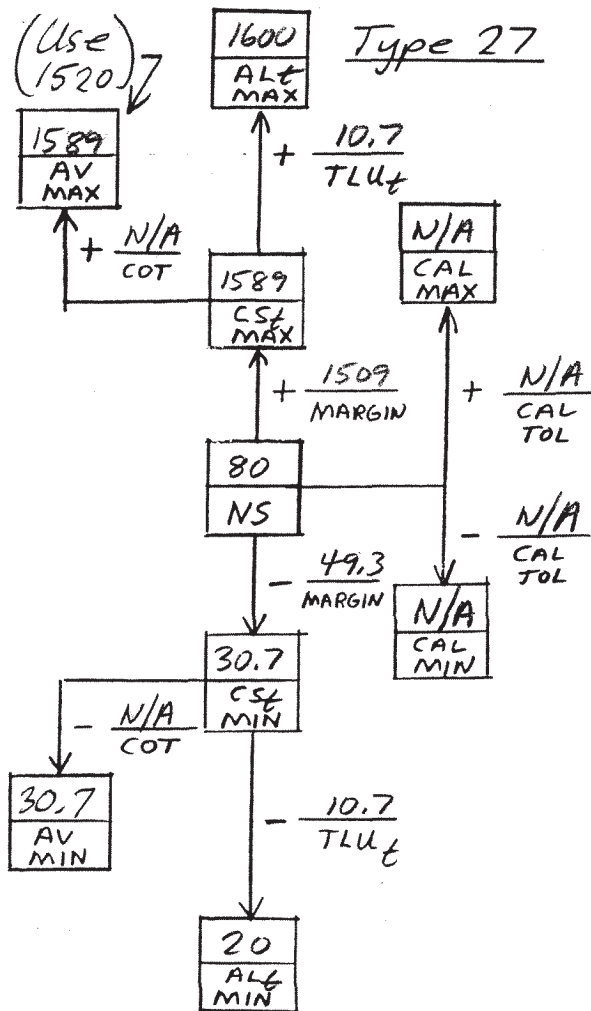 (Use
1520)
1600
ALt
MAX
Type 27
1589
AV
MAX
+ 10.7
TLUt
+ N/A
COT
N/A
CAL
MAX
1589
CSt
MAX
+ 1509
MARGIN
+ N/A
CAL
TOL
80
NS
- 49.3
MARGIN
- N/A
CAL
TOL
N/A
CAL
MIN
30.7
CSt
MIN
- N/A
COT
30.7
AV
MIN
- 10.7
TLUt
20
ALt
MIN